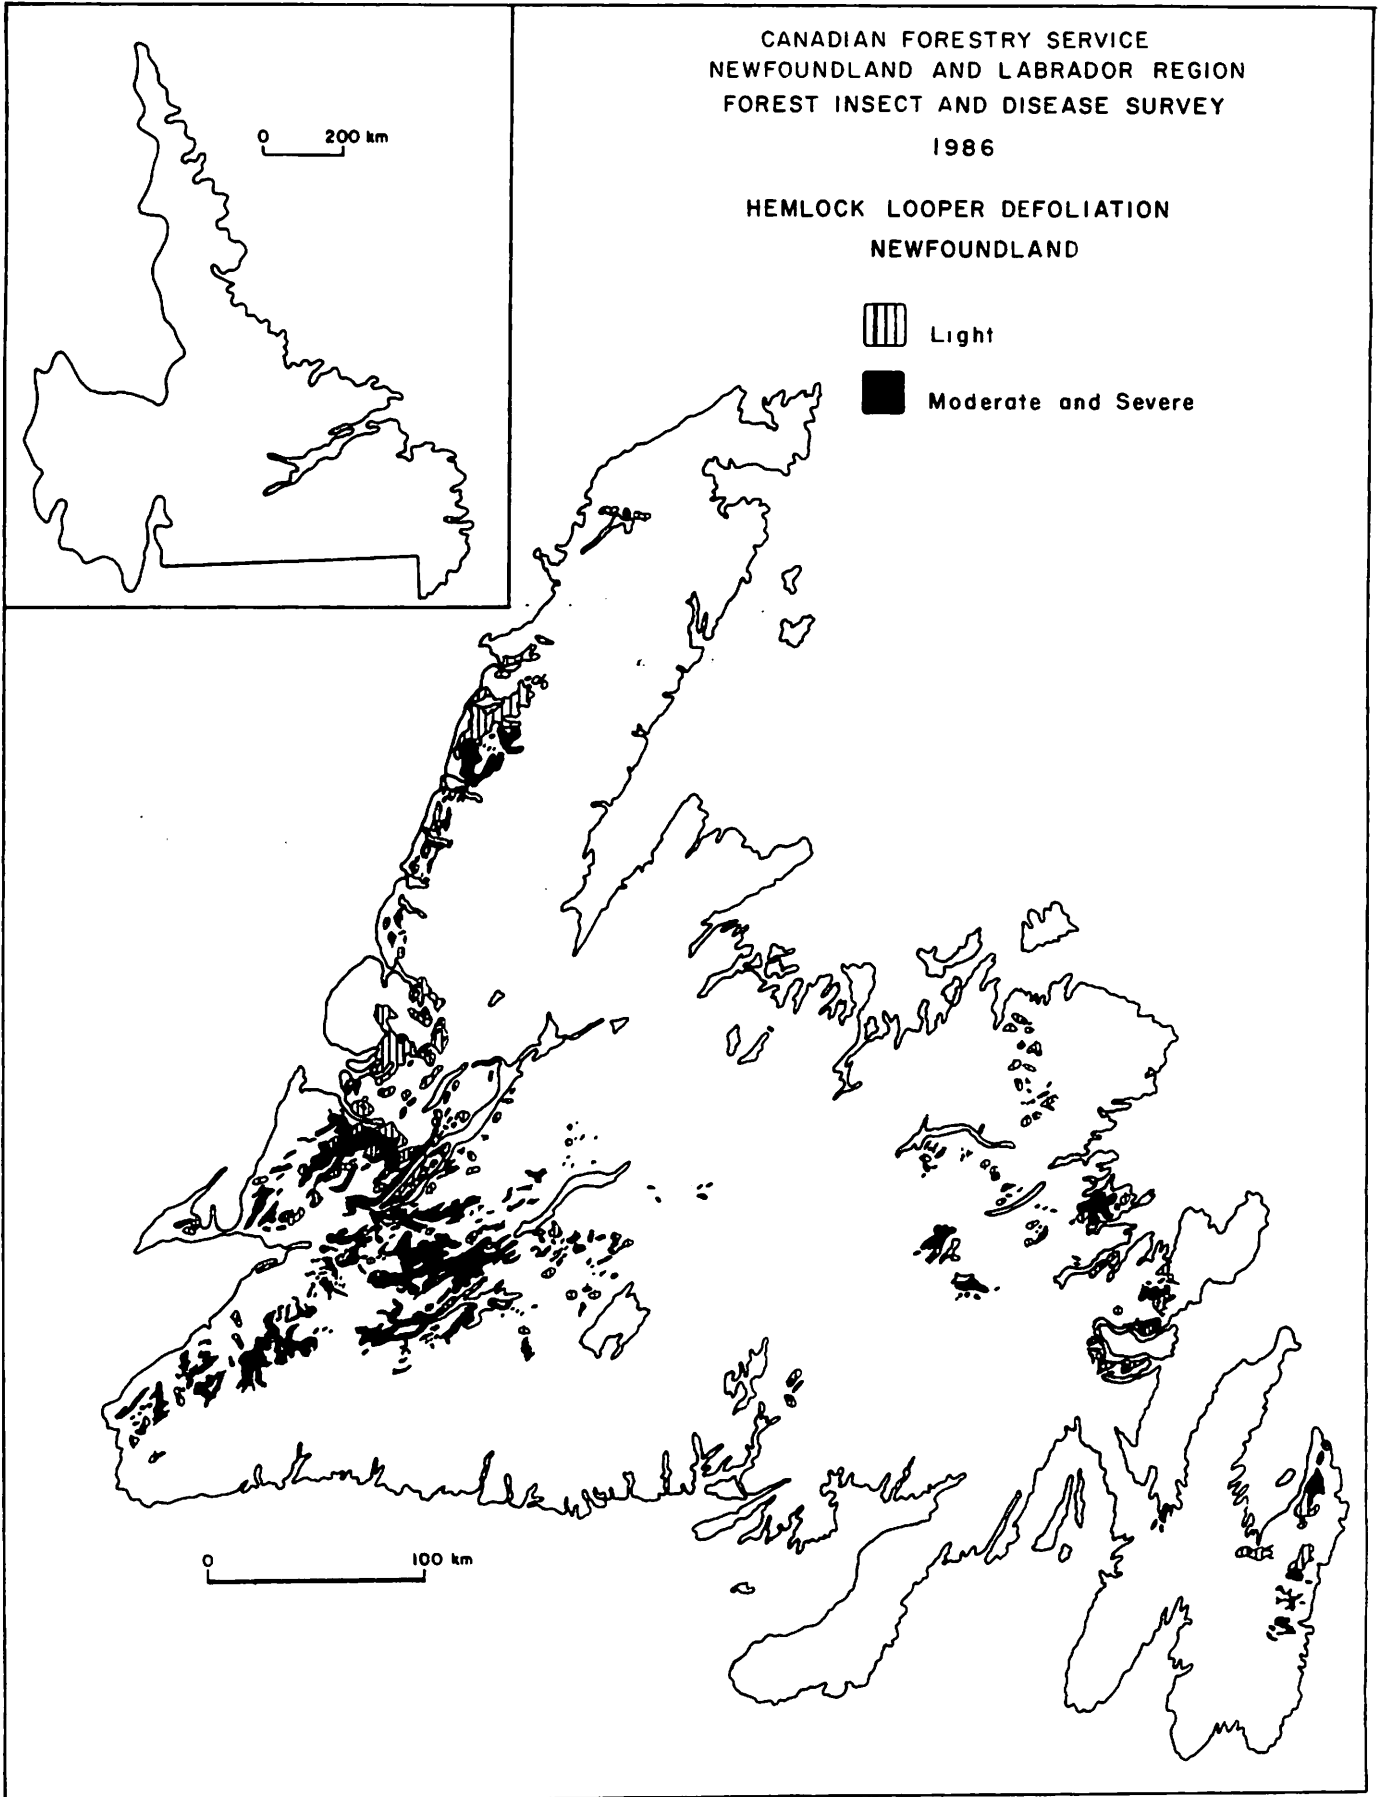 CANADIAN FORESTRY SERVICE
NEWFOUNDLAND AND LABRADOR REGION
FOREST INSECT AND DISEASE SURVEY
1986
HEMLOCK LOOPER DEFOLIATION
NEWFOUNDLAND
Light
Moderate and Severe
0 200 km
0 100 km